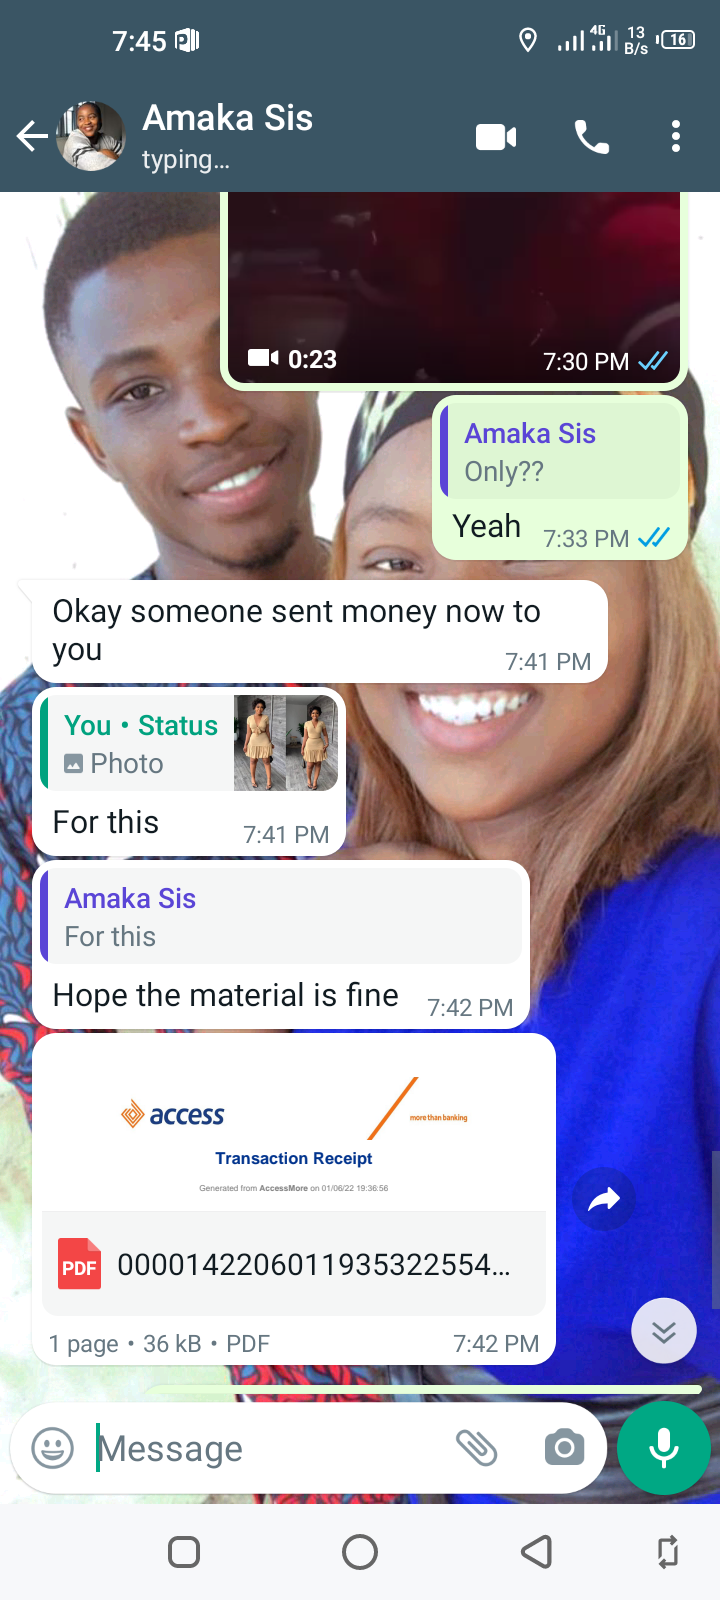 7:45
4G
13
B/s
16
Amaka Sis
typing...
0:23
7:30 PM
Amaka Sis
Only??
Yeah
7:33 PM
Okay someone sent money now to
you
7:41 PM
You • Status
Photo
For this
7:41 PM
Amaka Sis
For this
Hope the material is fine
7:42 PM
access
more than banking
Transaction Receipt
Generated from AccessMore on 01/06/22 19:36:56
PDF
0000142206011935322554...
1 page • 36 kB • PDF
7:42 PM
Message